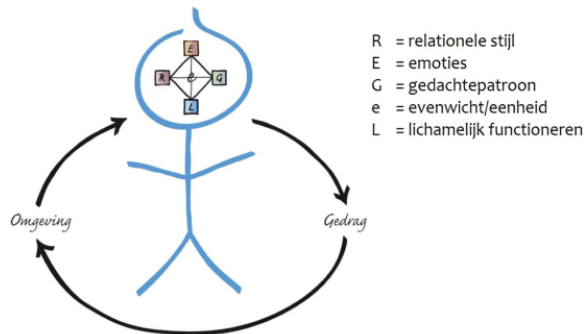 E
R e G
L
R = relationele stijl
E = emoties
G = gedachtepatroon
e = evenwicht/eenheid
L = lichamelijk functioneren
Omgeving
Gedrag